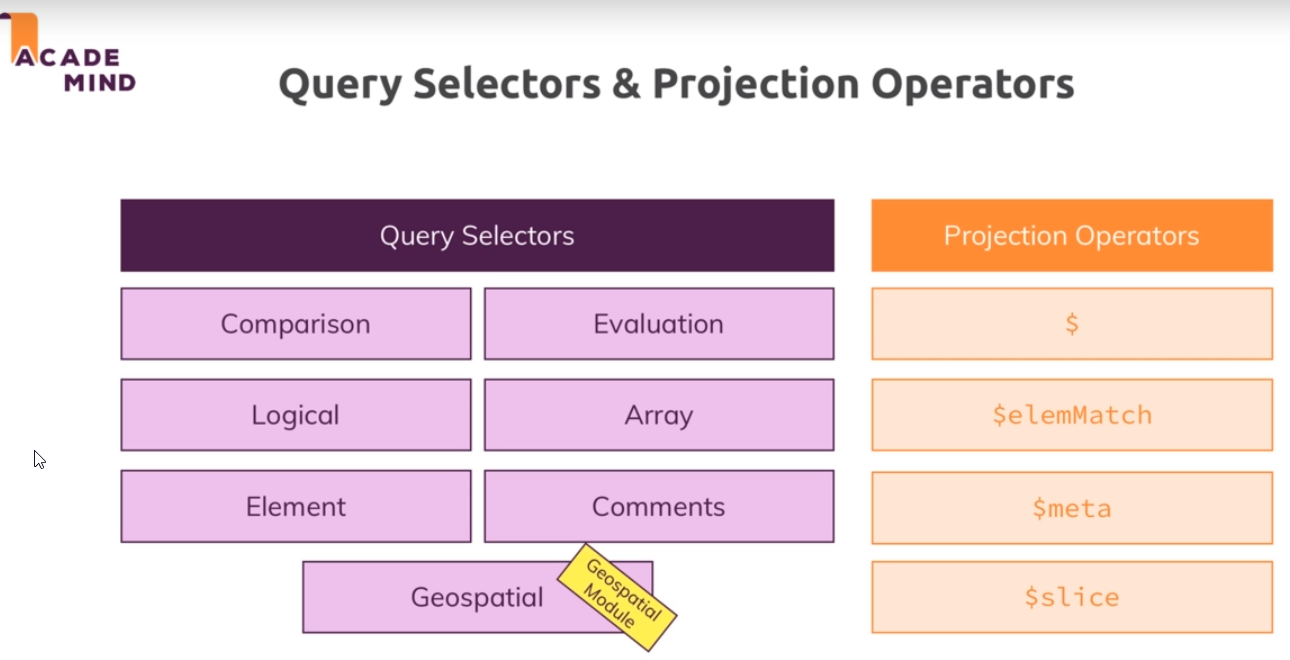 ACADE
MIND
Query Selectors & Projection Operators
Query Selectors
Projection Operators
Comparison
Evaluation
$
Logical
Array
$elemMatch
Element
Comments
$meta
Geospatial
Geospatial
Module
$slice